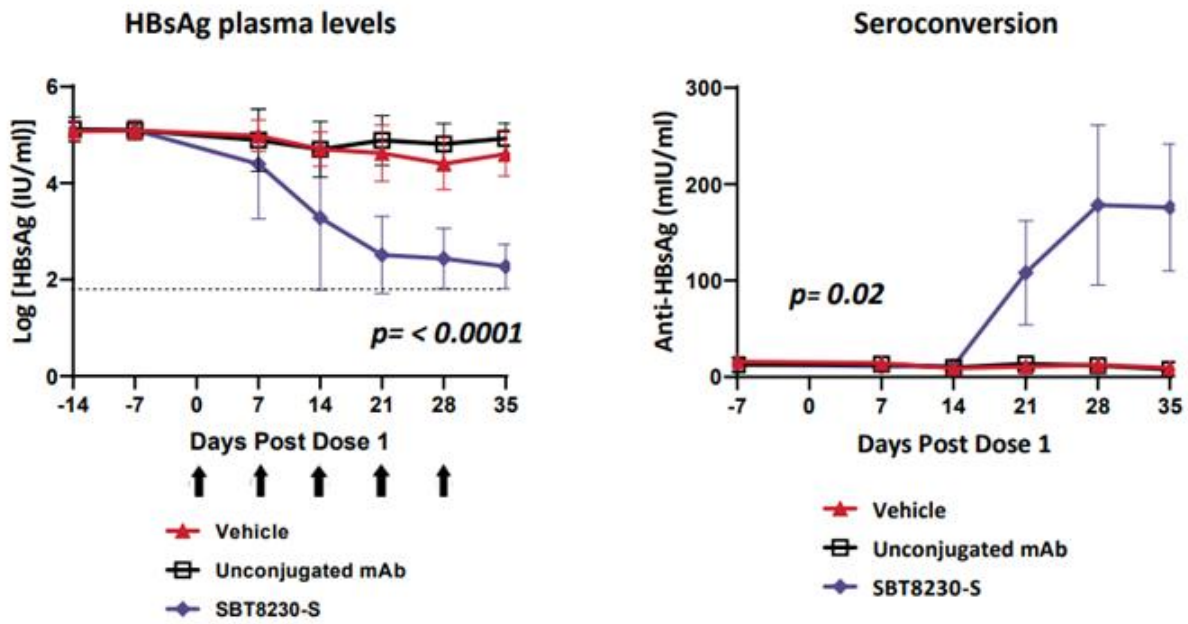 HBsAg plasma levels
Log [HBsAg (IU/ml)]
6
4
2
0
p= < 0.0001
-14 -7 0 7 14 21 28 35
Days Post Dose 1
Vehicle
Unconjugated mAb
SBT8230-S
Seroconversion
Anti-HBsAg (mIU/ml)
300
200
100
0
p= 0.02
-7 0 7 14 21 28 35
Days Post Dose 1
Vehicle
Unconjugated mAb
SBT8230-S